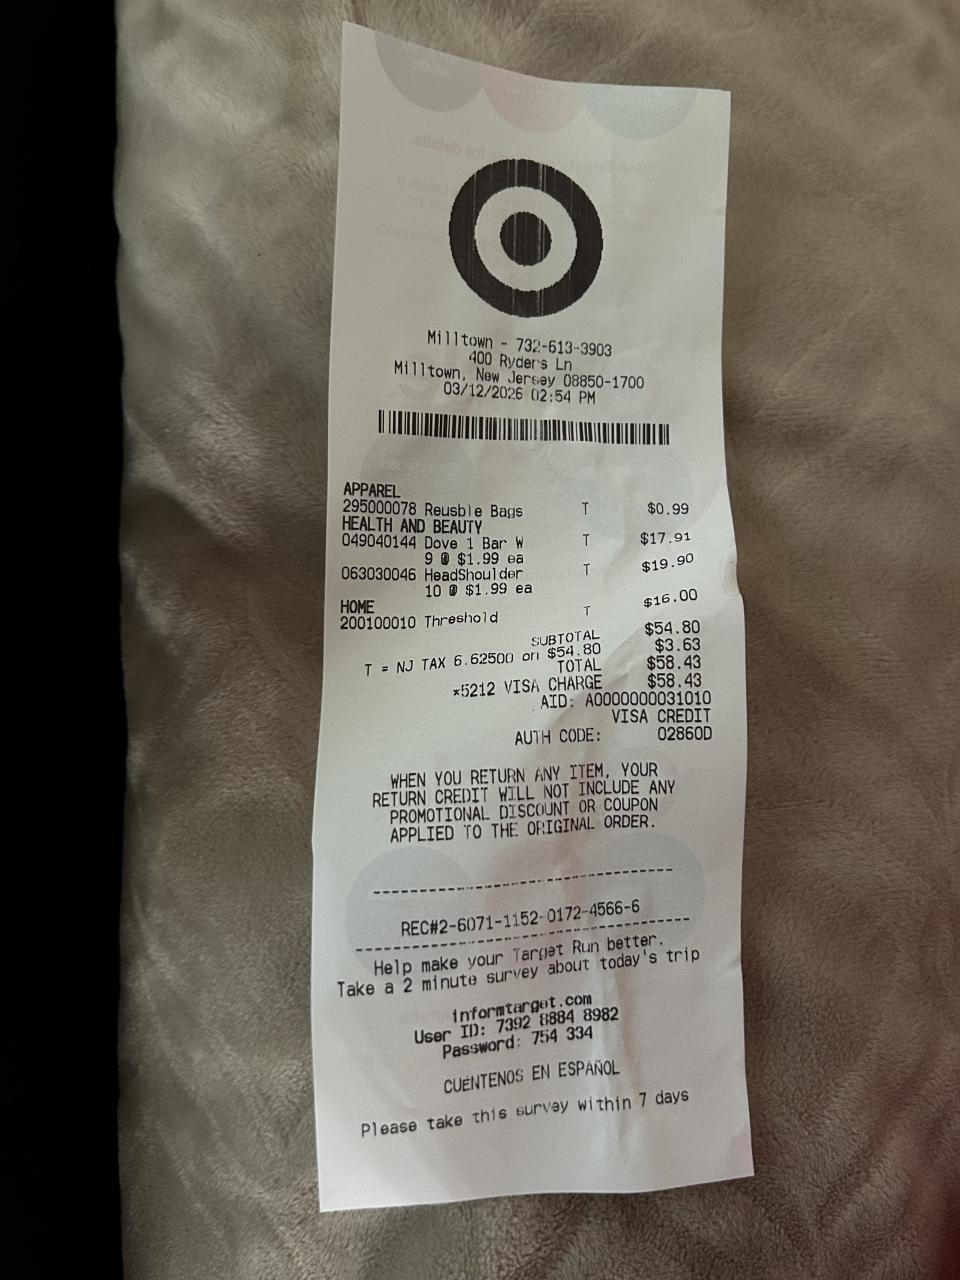 Milltown - 732-613-3903
400 Ryders Ln
Milltown, New Jersey 08850-1700
03/12/2026 02:54 PM
APPAREL
295000078 Reusble Bags T $0.99
HEALTH AND BEAUTY
049040144 Dove 1 Bar W T $17.91
9 @ $1.99 ea
063030046 HeadShoulder T $19.90
10 @ $1.99 ea
HOME
200100010 Threshold T $16.00
SUBTOTAL $54.80
T = NJ TAX 6.62500 on $54.80 $3.63
TOTAL $58.43
*5212 VISA CHARGE $58.43
AID: A0000000031010
VISA CREDIT
AUTH CODE: 02860D
WHEN YOU RETURN ANY ITEM, YOUR
RETURN CREDIT WILL NOT INCLUDE ANY
PROMOTIONAL DISCOUNT OR COUPON
APPLIED TO THE ORIGINAL ORDER.
REC#2-6071-1152-0172-4566-6
Help make your Target Run better.
Take a 2 minute survey about today's trip
informtarget.com
User ID: 7392 8884 8982
Password: 754 334
CUÉNTENOS EN ESPAÑOL
Please take this survey within 7 days